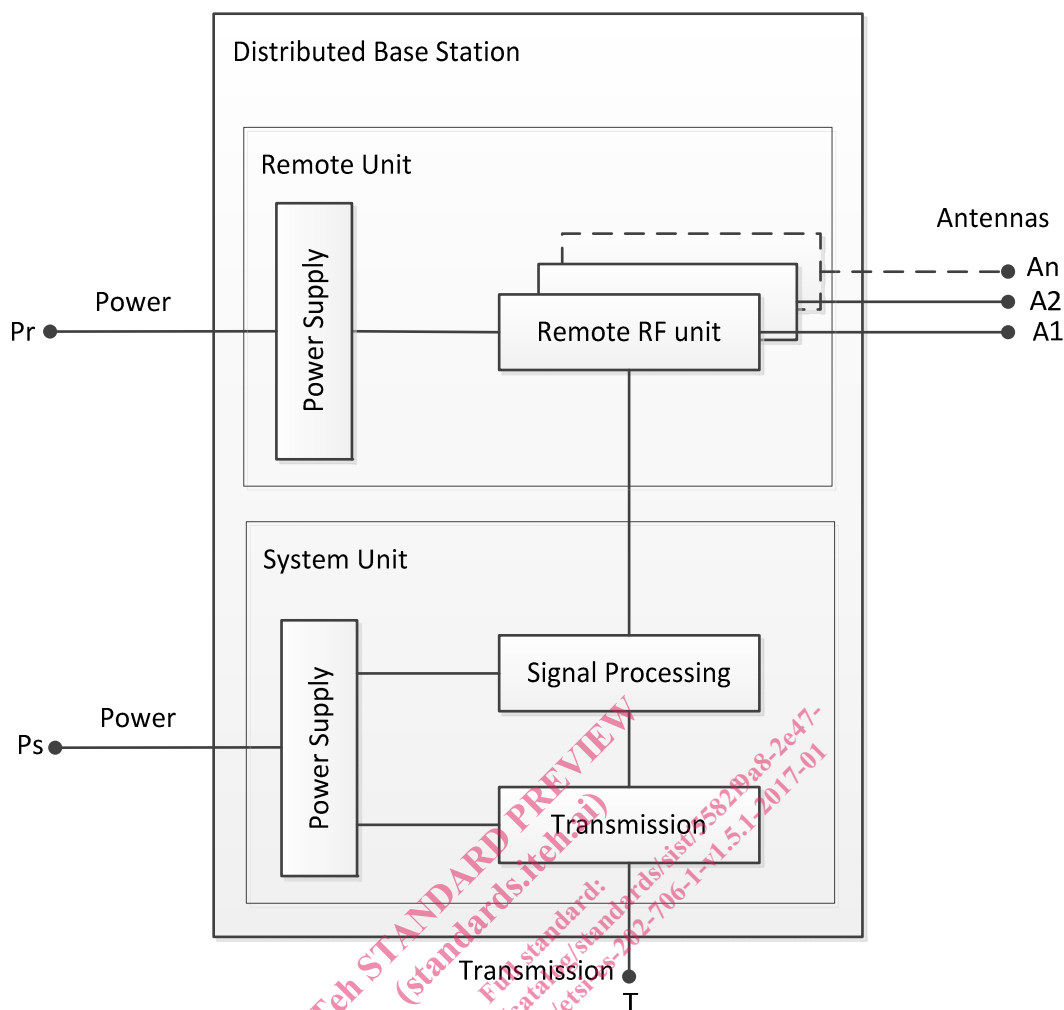 Distributed Base Station
Remote Unit
Antennas
An
A2
A1
Power
Pr
Power Supply
Remote RF unit
System Unit
Signal Processing
Power
Ps
Power Supply
Transmission
Transmission
T
Teh STANDARD PREVIEW
(standards.iteh.ai)
Full standard: